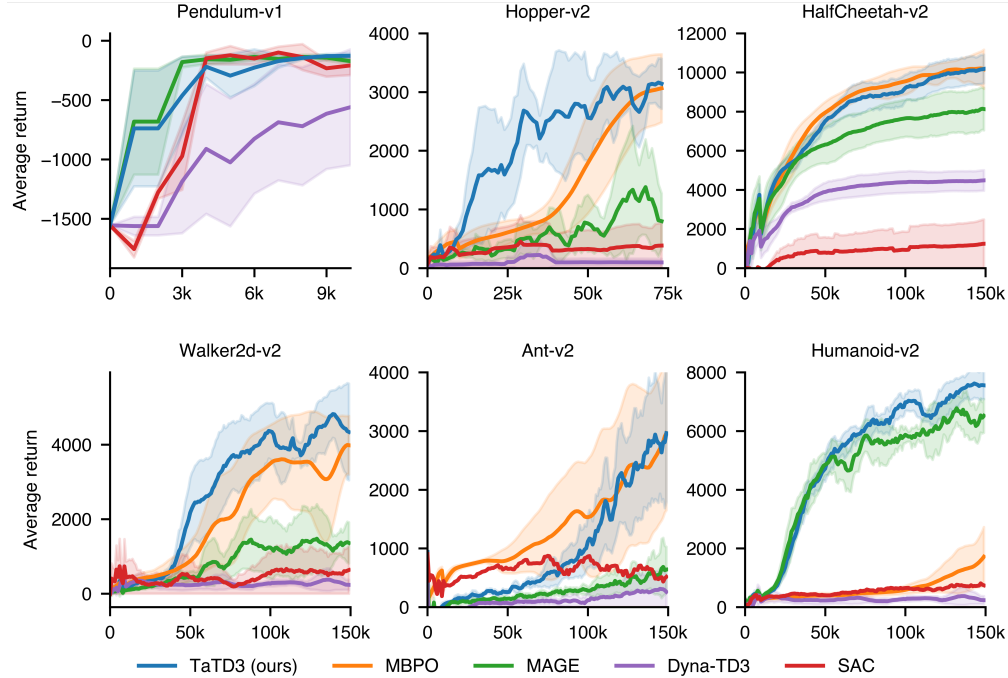 Pendulum-v1
Hopper-v2
HalfCheetah-v2
Average return
0
−500
−1000
−1500
0
3k
6k
9k
4000
3000
2000
1000
0
0
25k
50k
75k
12000
10000
8000
6000
4000
2000
0
0
50k
100k
150k
Walker2d-v2
Ant-v2
Humanoid-v2
Average return
4000
2000
0
0
50k
100k
150k
4000
3000
2000
1000
0
0
50k
100k
150k
8000
6000
4000
2000
0
0
50k
100k
150k
TaTD3 (ours)
MBPO
MAGE
Dyna-TD3
SAC